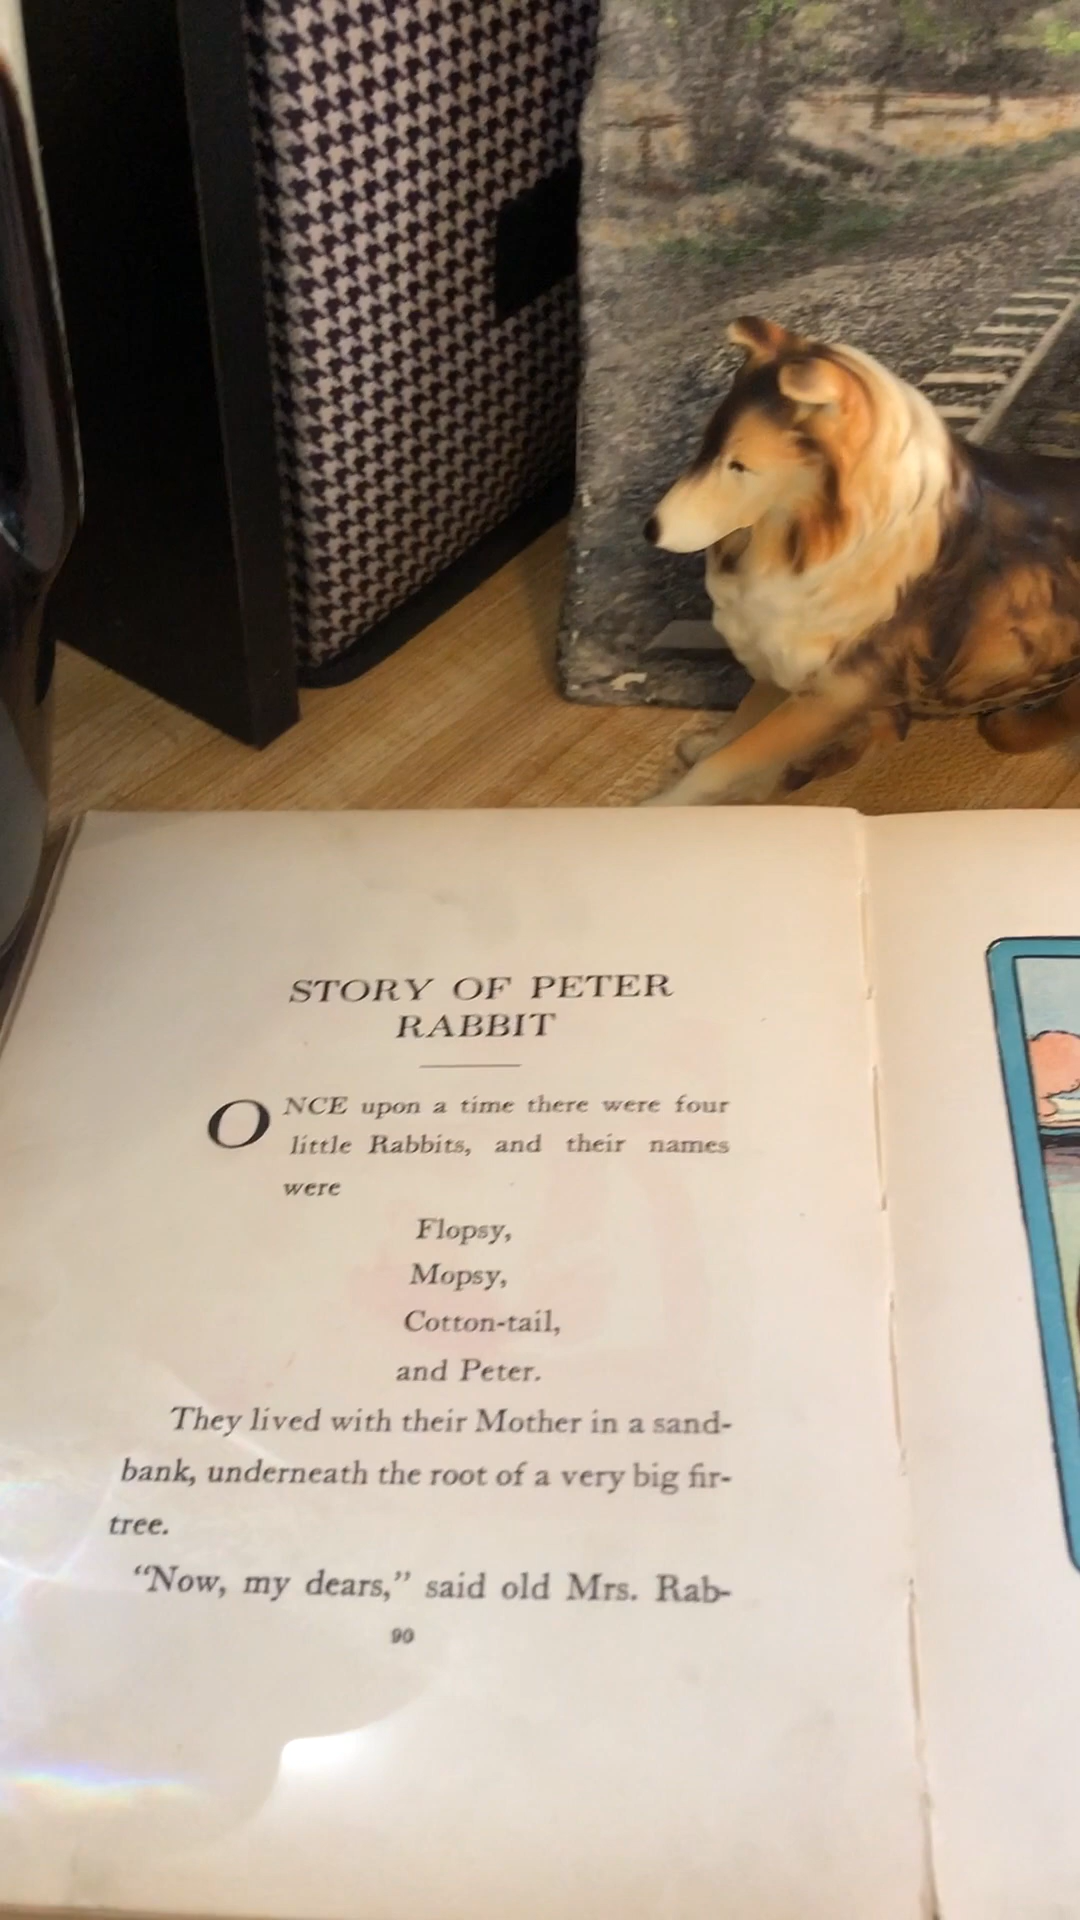 STORY OF PETER
RABBIT
ONCE upon a time there were four
little Rabbits, and their names
were
Flopsy,
Mopsy,
Cotton-tail,
and Peter.
They lived with their Mother in a sand-
bank, underneath the root of a very big fir-
tree.
“Now, my dears,” said old Mrs. Rab-
90